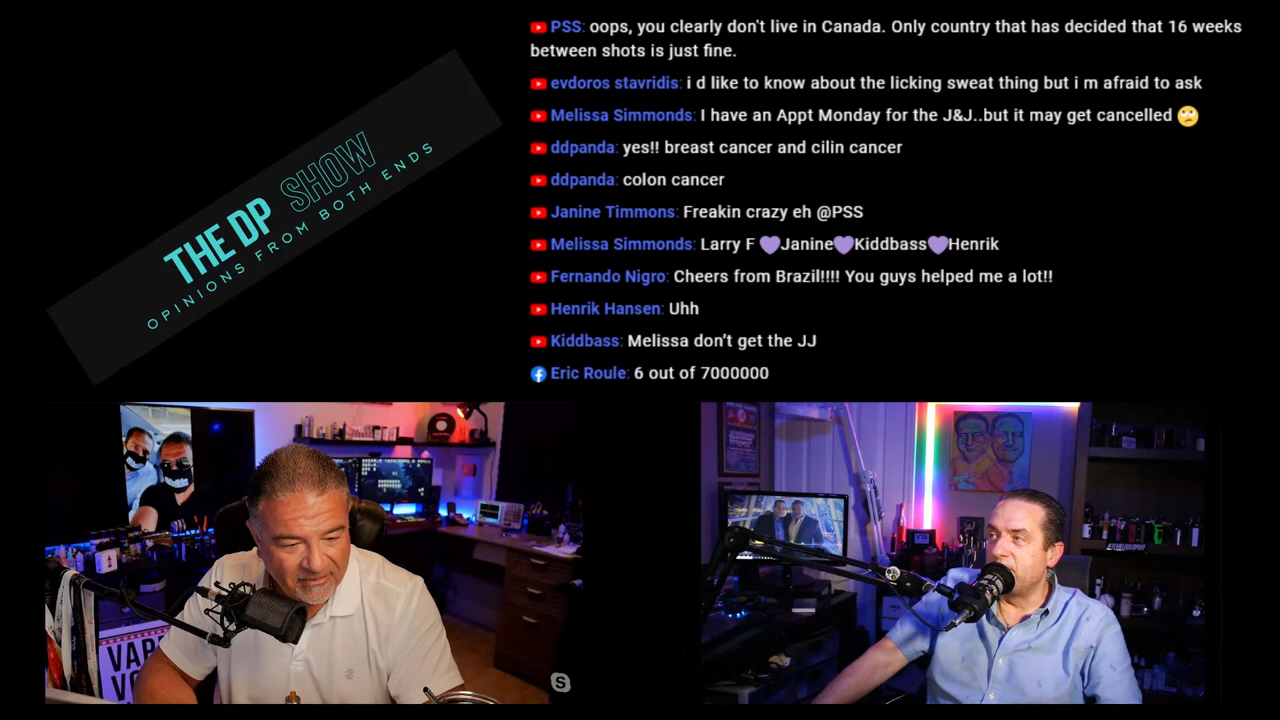 PSS: oops, you clearly don't live in Canada. Only country that has decided that 16 weeks
between shots is just fine.
evdoros stavridis: i d like to know about the licking sweat thing but i m afraid to ask
Melissa Simmonds: I have an Appt Monday for the J&J..but it may get cancelled 🙄
ddpanda: yes!! breast cancer and cilin cancer
ddpanda: colon cancer
Janine Timmons: Freakin crazy eh @PSS
Melissa Simmonds: Larry F 💜Janine💜Kiddbass💜Henrik
Fernando Nigro: Cheers from Brazil!!!! You guys helped me a lot!!
Henrik Hansen: Uhh
Kiddbass: Melissa don’t get the JJ
Eric Roule: 6 out of 7000000
THE DP SHOW
OPINIONS FROM BOTH ENDS